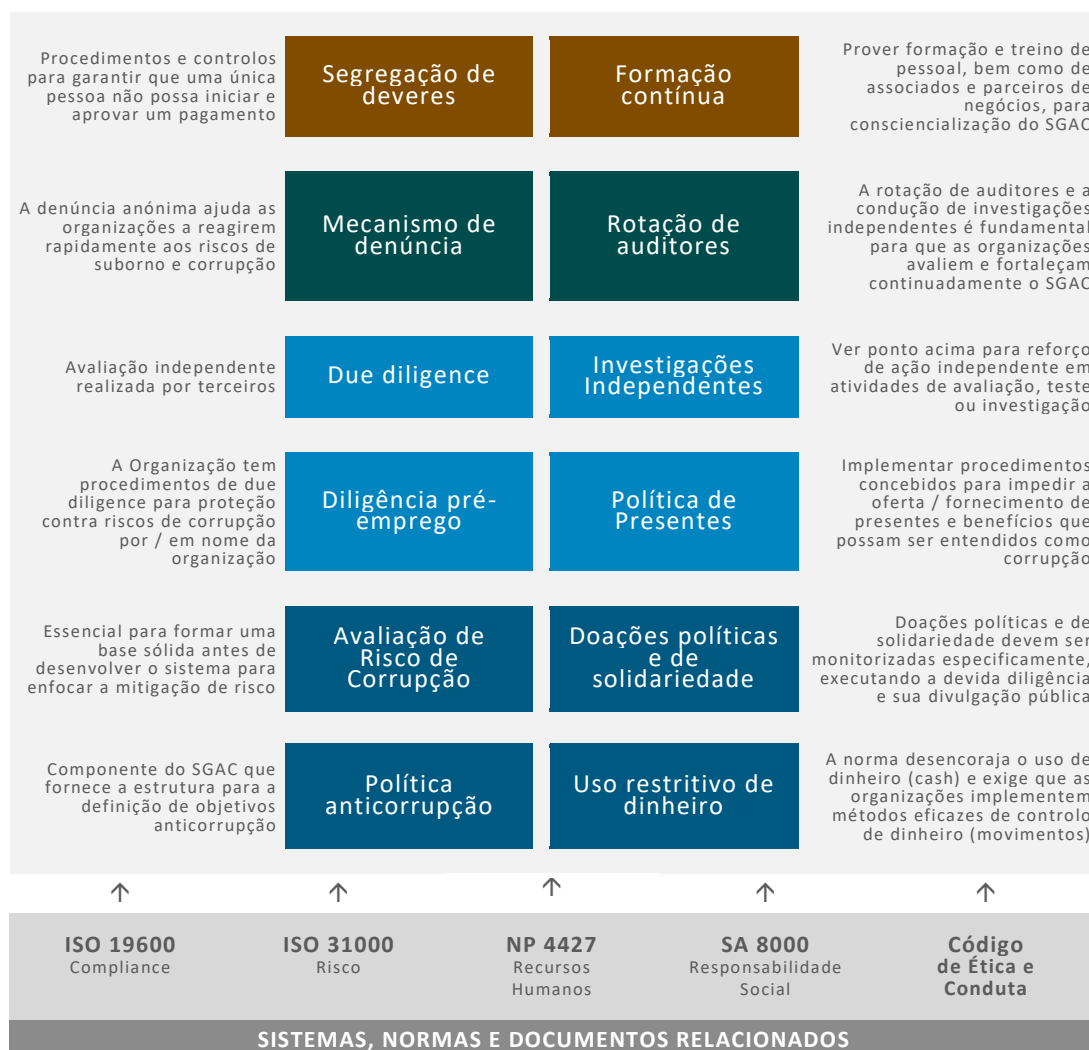 Procedimentos e controlos
para garantir que uma única
pessoa não possa iniciar e
aprovar um pagamento
Segregação de
deveres
Formação
contínua
Prover formação e treino de
pessoal, bem como de
associados e parceiros de
negócios, para
consciencialização do SGAC
A denúncia anónima ajuda as
organizações a reagirem
rapidamente aos riscos de
suborno e corrupção
Mecanismo de
denúncia
Rotação de
auditores
A rotação de auditores e a
condução de investigações
independentes é fundamental
para que as organizações
avaliem e fortaleçam
continuadamente o SGAC
Avaliação independente
realizada por terceiros
Due diligence
Investigações
Independentes
Ver ponto acima para reforço
de ação independente em
atividades de avaliação, teste
ou investigação
A Organização tem
procedimentos de due
diligence para proteção
contra riscos de corrupção
por / em nome da
organização
Diligência pré-
emprego
Política de
Presentes
Implementar procedimentos
concebidos para impedir a
oferta / fornecimento de
presentes e benefícios que
possam ser entendidos como
corrupção
Essencial para formar uma
base sólida antes de
desenvolver o sistema para
enfocar a mitigação de risco
Avaliação de
Risco de
Corrupção
Doações políticas
e de
solidariedade
Doações políticas e de
solidariedade devem ser
monitorizadas especificamente,
executando a devida diligência
e sua divulgação pública
Componente do SGAC que
fornece a estrutura para a
definição de objetivos
anticorrupção
Política
anticorrupção
Uso restritivo de
dinheiro
A norma desencoraja o uso de
dinheiro (cash) e exige que as
organizações implementem
métodos eficazes de controlo
de dinheiro (movimentos)
ISO 19600
Compliance
ISO 31000
Risco
NP 4427
Recursos
Humanos
SA 8000
Responsabilidade
Social
Código
de Ética e
Conduta
SISTEMAS, NORMAS E DOCUMENTOS RELACIONADOS